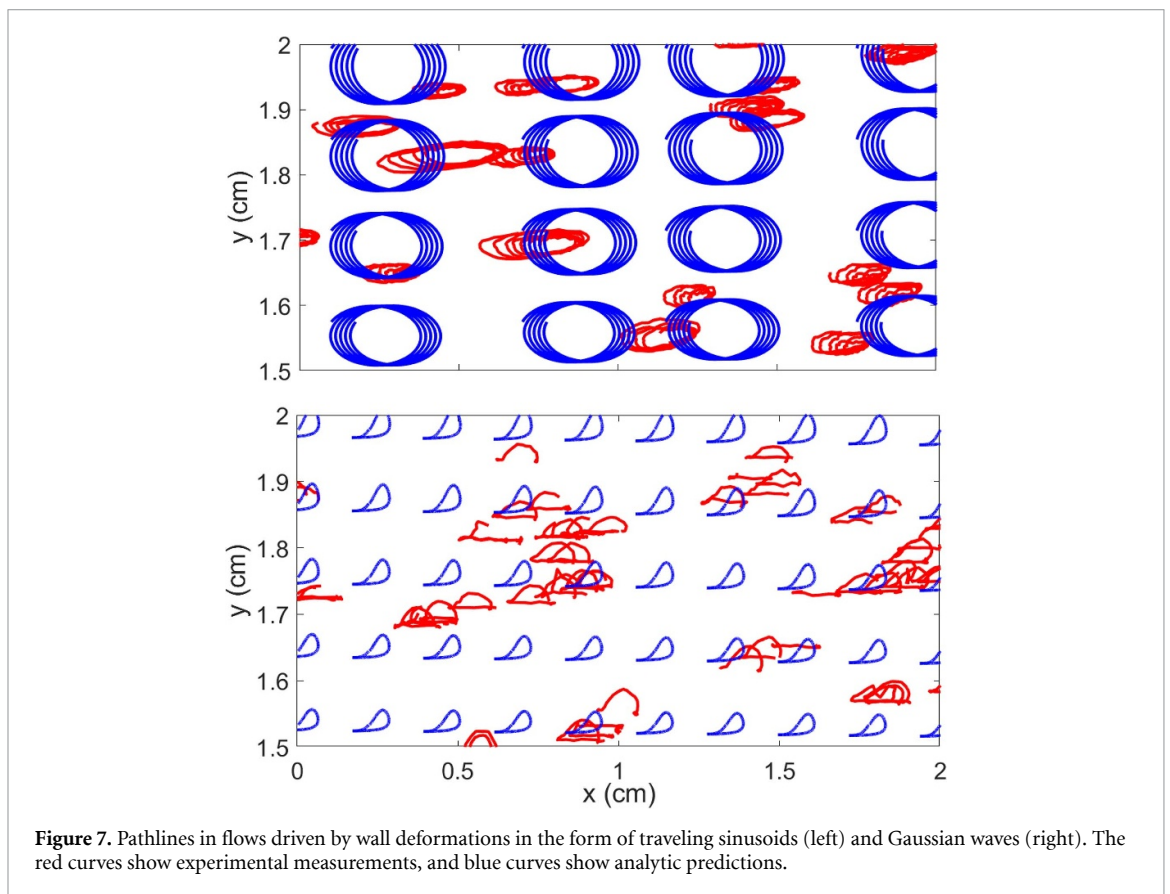 2
1.9
1.8
1.7
1.6
1.5
y (cm)
2
1.9
1.8
1.7
1.6
1.5
y (cm)
0 0.5 1 1.5 2
x (cm)
Figure 7. Pathlines in flows driven by wall deformations in the form of traveling sinusoids (left) and Gaussian waves (right). The
red curves show experimental measurements, and blue curves show analytic predictions.